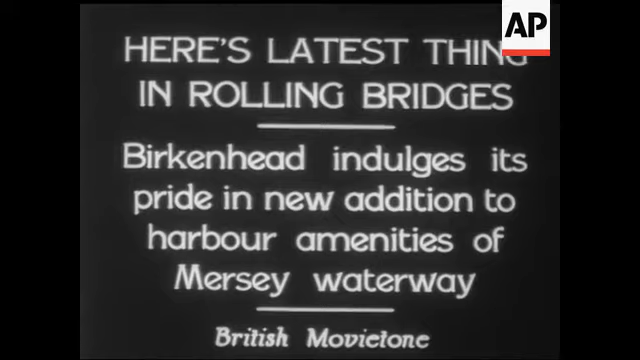 AP
HERE'S LATEST THING
IN ROLLING BRIDGES
Birkenhead indulges its
pride in new addition to
harbour amenities of
Mersey waterway
British Movietone